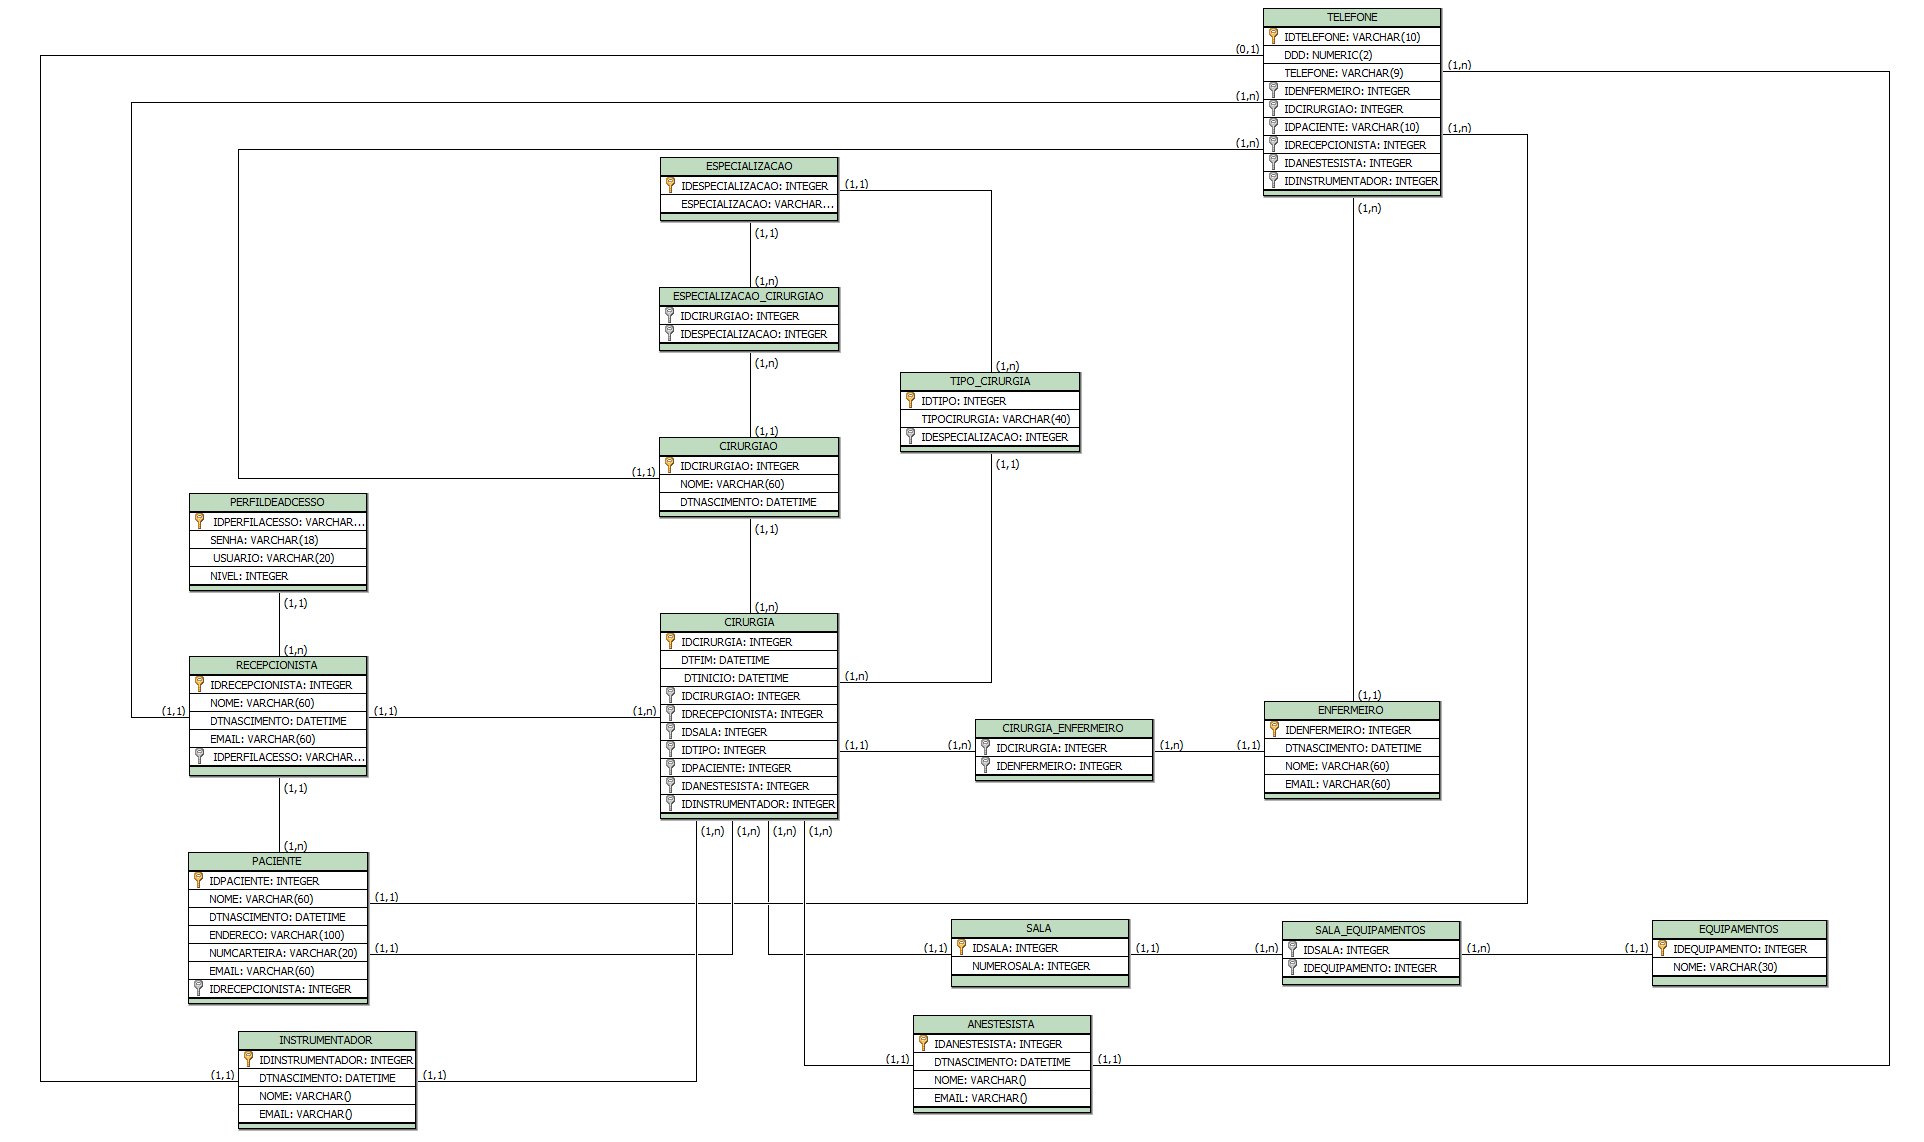 TELEFONE
IDTELEFONE: VARCHAR(10)
DDD: NUMERIC(2)
TELEFONE: VARCHAR(9)
IDENFERMEIRO: INTEGER
IDCIRURGIAO: INTEGER
IDPACIENTE: VARCHAR(10)
IDRECEPCIONISTA: INTEGER
IDANESTESISTA: INTEGER
IDINSTRUMENTADOR: INTEGER
(0,1)
(1,n)
(1,n)
(1,n)
(1,n)
(1,n)
ESPECIALIZACAO
IDESPECIALIZACAO: INTEGER
ESPECIALIZACAO: VARCHAR...
(1,1)
(1,1)
(1,n)
ESPECIALIZACAO_CIRURGIAO
IDCIRURGIAO: INTEGER
IDESPECIALIZACAO: INTEGER
(1,n)
(1,n)
TIPO_CIRURGIA
IDTIPO: INTEGER
TIPOCIRURGIA: VARCHAR(40)
IDESPECIALIZACAO: INTEGER
(1,1)
(1,1)
CIRURGIAO
IDCIRURGIAO: INTEGER
NOME: VARCHAR(60)
DTNASCIMENTO: DATETIME
(1,1)
(1,1)
PERFILDEADCESSO
IDPERFILACESSO: VARCHAR...
SENHA: VARCHAR(18)
USUARIO: VARCHAR(20)
NIVEL: INTEGER
(1,1)
(1,n)
RECEPCIONISTA
IDRECEPCIONISTA: INTEGER
NOME: VARCHAR(60)
DTNASCIMENTO: DATETIME
EMAIL: VARCHAR(60)
IDPERFILACESSO: VARCHAR...
(1,1)
(1,1)
(1,1)
(1,n)
(1,n)
CIRURGIA
IDCIRURGIA: INTEGER
DTFIM: DATETIME
DTINICIO: DATETIME
IDCIRURGIAO: INTEGER
IDRECEPCIONISTA: INTEGER
IDSALA: INTEGER
IDTIPO: INTEGER
IDPACIENTE: INTEGER
IDANESTESISTA: INTEGER
IDINSTRUMENTADOR: INTEGER
(1,n)
(1,1)
(1,n)
(1,n)
(1,n)
(1,n)
(1,n)
CIRURGIA_ENFERMEIRO
IDCIRURGIA: INTEGER
IDENFERMEIRO: INTEGER
(1,n)
(1,1)
(1,1)
ENFERMEIRO
IDENFERMEIRO: INTEGER
DTNASCIMENTO: DATETIME
NOME: VARCHAR(60)
EMAIL: VARCHAR(60)
(1,n)
PACIENTE
IDPACIENTE: INTEGER
NOME: VARCHAR(60)
DTNASCIMENTO: DATETIME
ENDERECO: VARCHAR(100)
NUMCARTEIRA: VARCHAR(20)
EMAIL: VARCHAR(60)
IDRECEPCIONISTA: INTEGER
(1,1)
(1,1)
(1,1)
SALA
IDSALA: INTEGER
NUMEROSALA: INTEGER
(1,1)
(1,n)
SALA_EQUIPAMENTOS
IDSALA: INTEGER
IDEQUIPAMENTO: INTEGER
(1,n)
(1,1)
EQUIPAMENTOS
IDEQUIPAMENTO: INTEGER
NOME: VARCHAR(30)
(1,1)
INSTRUMENTADOR
IDINSTRUMENTADOR: INTEGER
DTNASCIMENTO: DATETIME
NOME: VARCHAR()
EMAIL: VARCHAR()
(1,1)
(1,1)
ANESTESISTA
IDANESTESISTA: INTEGER
DTNASCIMENTO: DATETIME
NOME: VARCHAR()
EMAIL: VARCHAR()
(1,1)